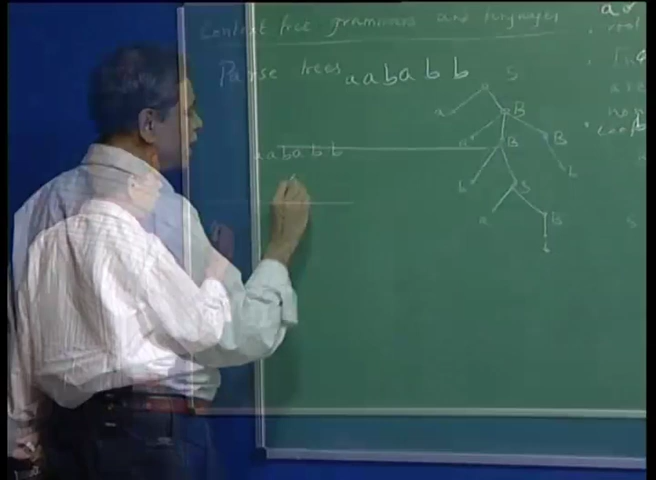 Context free grammars and languages
Parse trees aababb
S
a B
a B B
b S b
a B
b
aababb